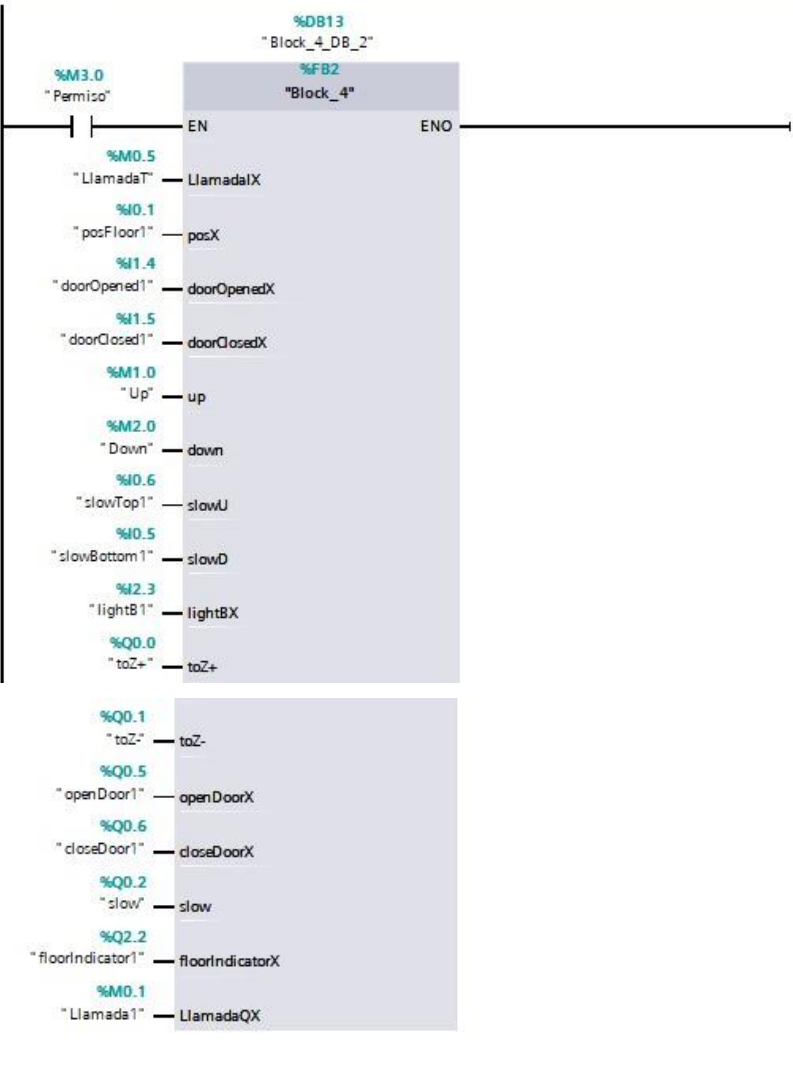 %DB13
"Block_4_DB_2"
%FB2
"Block_4"
%M3.0
"Permiso"
EN
ENO
%M0.5
"LlamadaT"
LlamadaIX
%I0.1
"posFloor1"
posX
%I1.4
"doorOpened1"
doorOpenedX
%I1.5
"doorClosed1"
doorClosedX
%M1.0
"Up"
up
%M2.0
"Down"
down
%I0.6
"slowTop1"
slowU
%I0.5
"slowBottom1"
slowD
%I2.3
"lightB1"
lightBX
%Q0.0
"toZ+"
toZ+
%Q0.1
"toZ-"
toZ-
%Q0.5
"openDoor1"
openDoorX
%Q0.6
"closeDoor1"
closeDoorX
%Q0.2
"slow"
slow
%Q2.2
"floorIndicator1"
floorIndicatorX
%M0.1
"Llamada1"
LlamadaQX